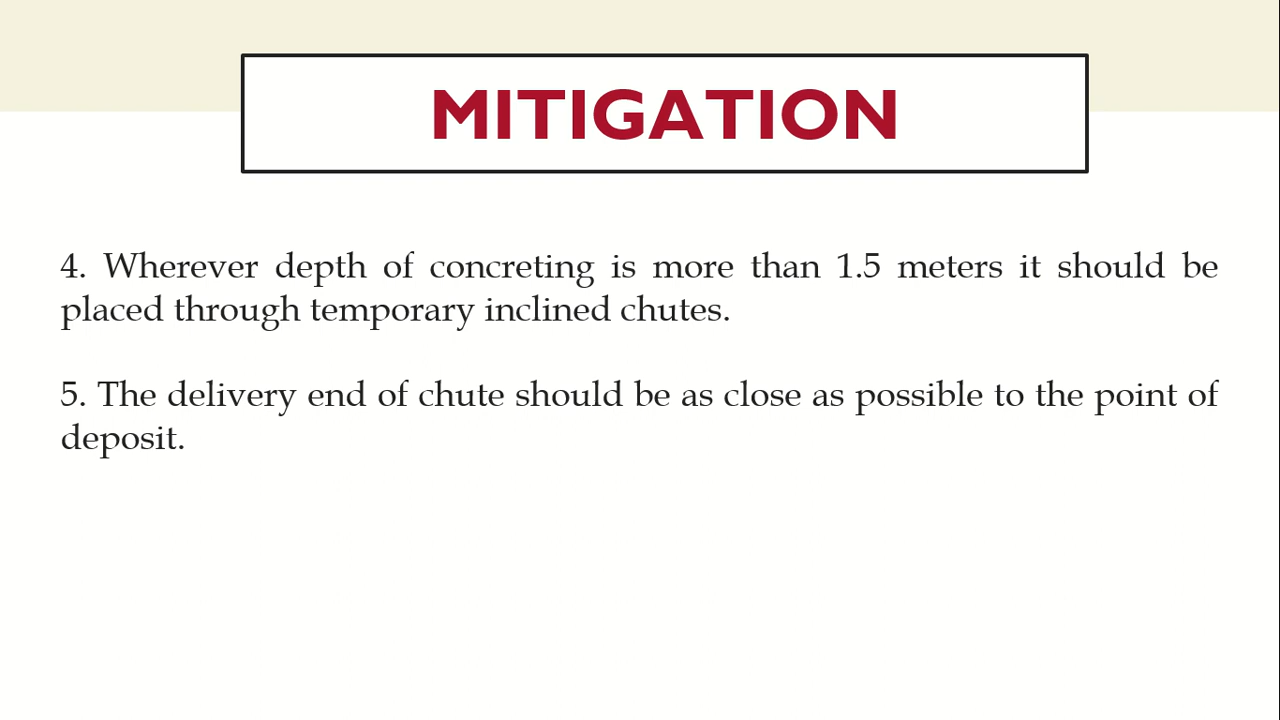 MITIGATION
4. Wherever depth of concreting is more than 1.5 meters it should be
placed through temporary inclined chutes.
5. The delivery end of chute should be as close as possible to the point of
deposit.